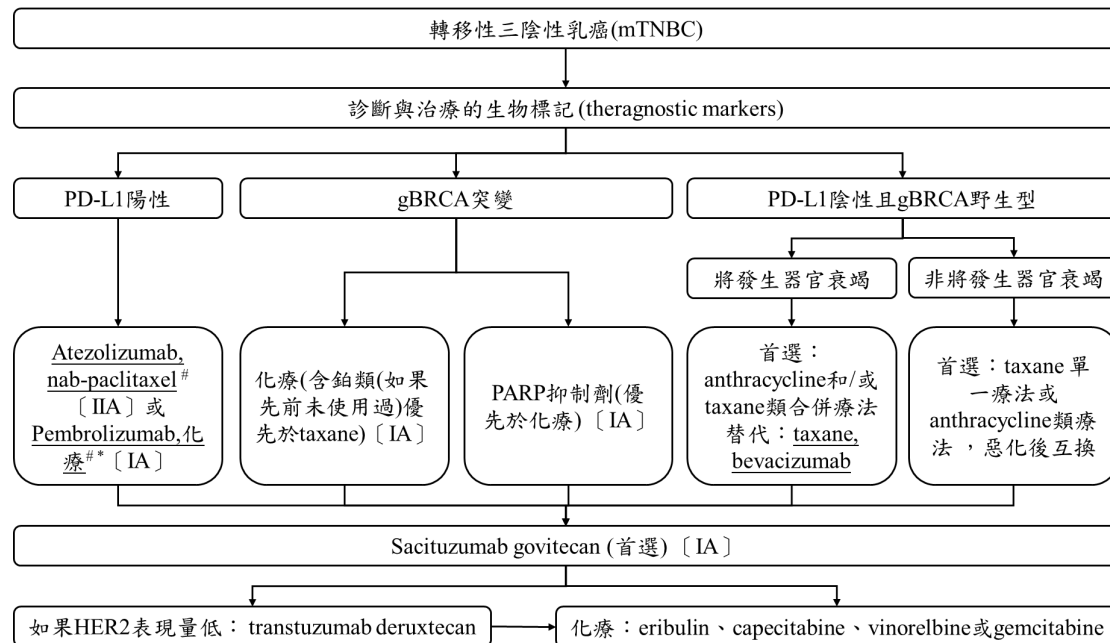 轉移性三陰性乳癌(mTNBC)
診斷與治療的生物標記(theragnostic markers)
PD-L1陽性
gBRCA突變
PD-L1陰性且gBRCA野生型
將發生器官衰竭
非將發生器官衰竭
Atezolizumab,
nab-paclitaxel#
〔IIA〕或
Pembrolizumab,化
療#*〔IA〕
化療(含鉑類(如果
先前未使用過)優
先於taxane)〔IA〕
PARP抑制劑(優
先於化療)〔IA〕
首選：
anthracycline和/或
taxane類合併療法
替代：taxane,
bevacizumab
首選：taxane單
一療法或
anthracycline類療
法 ，惡化後互換
Sacituzumab govitecan (首選)〔IA〕
如果HER2表現量低：transtuzumab deruxtecan
化療：eribulin、capecitabine、vinorelbine或gemcitabine